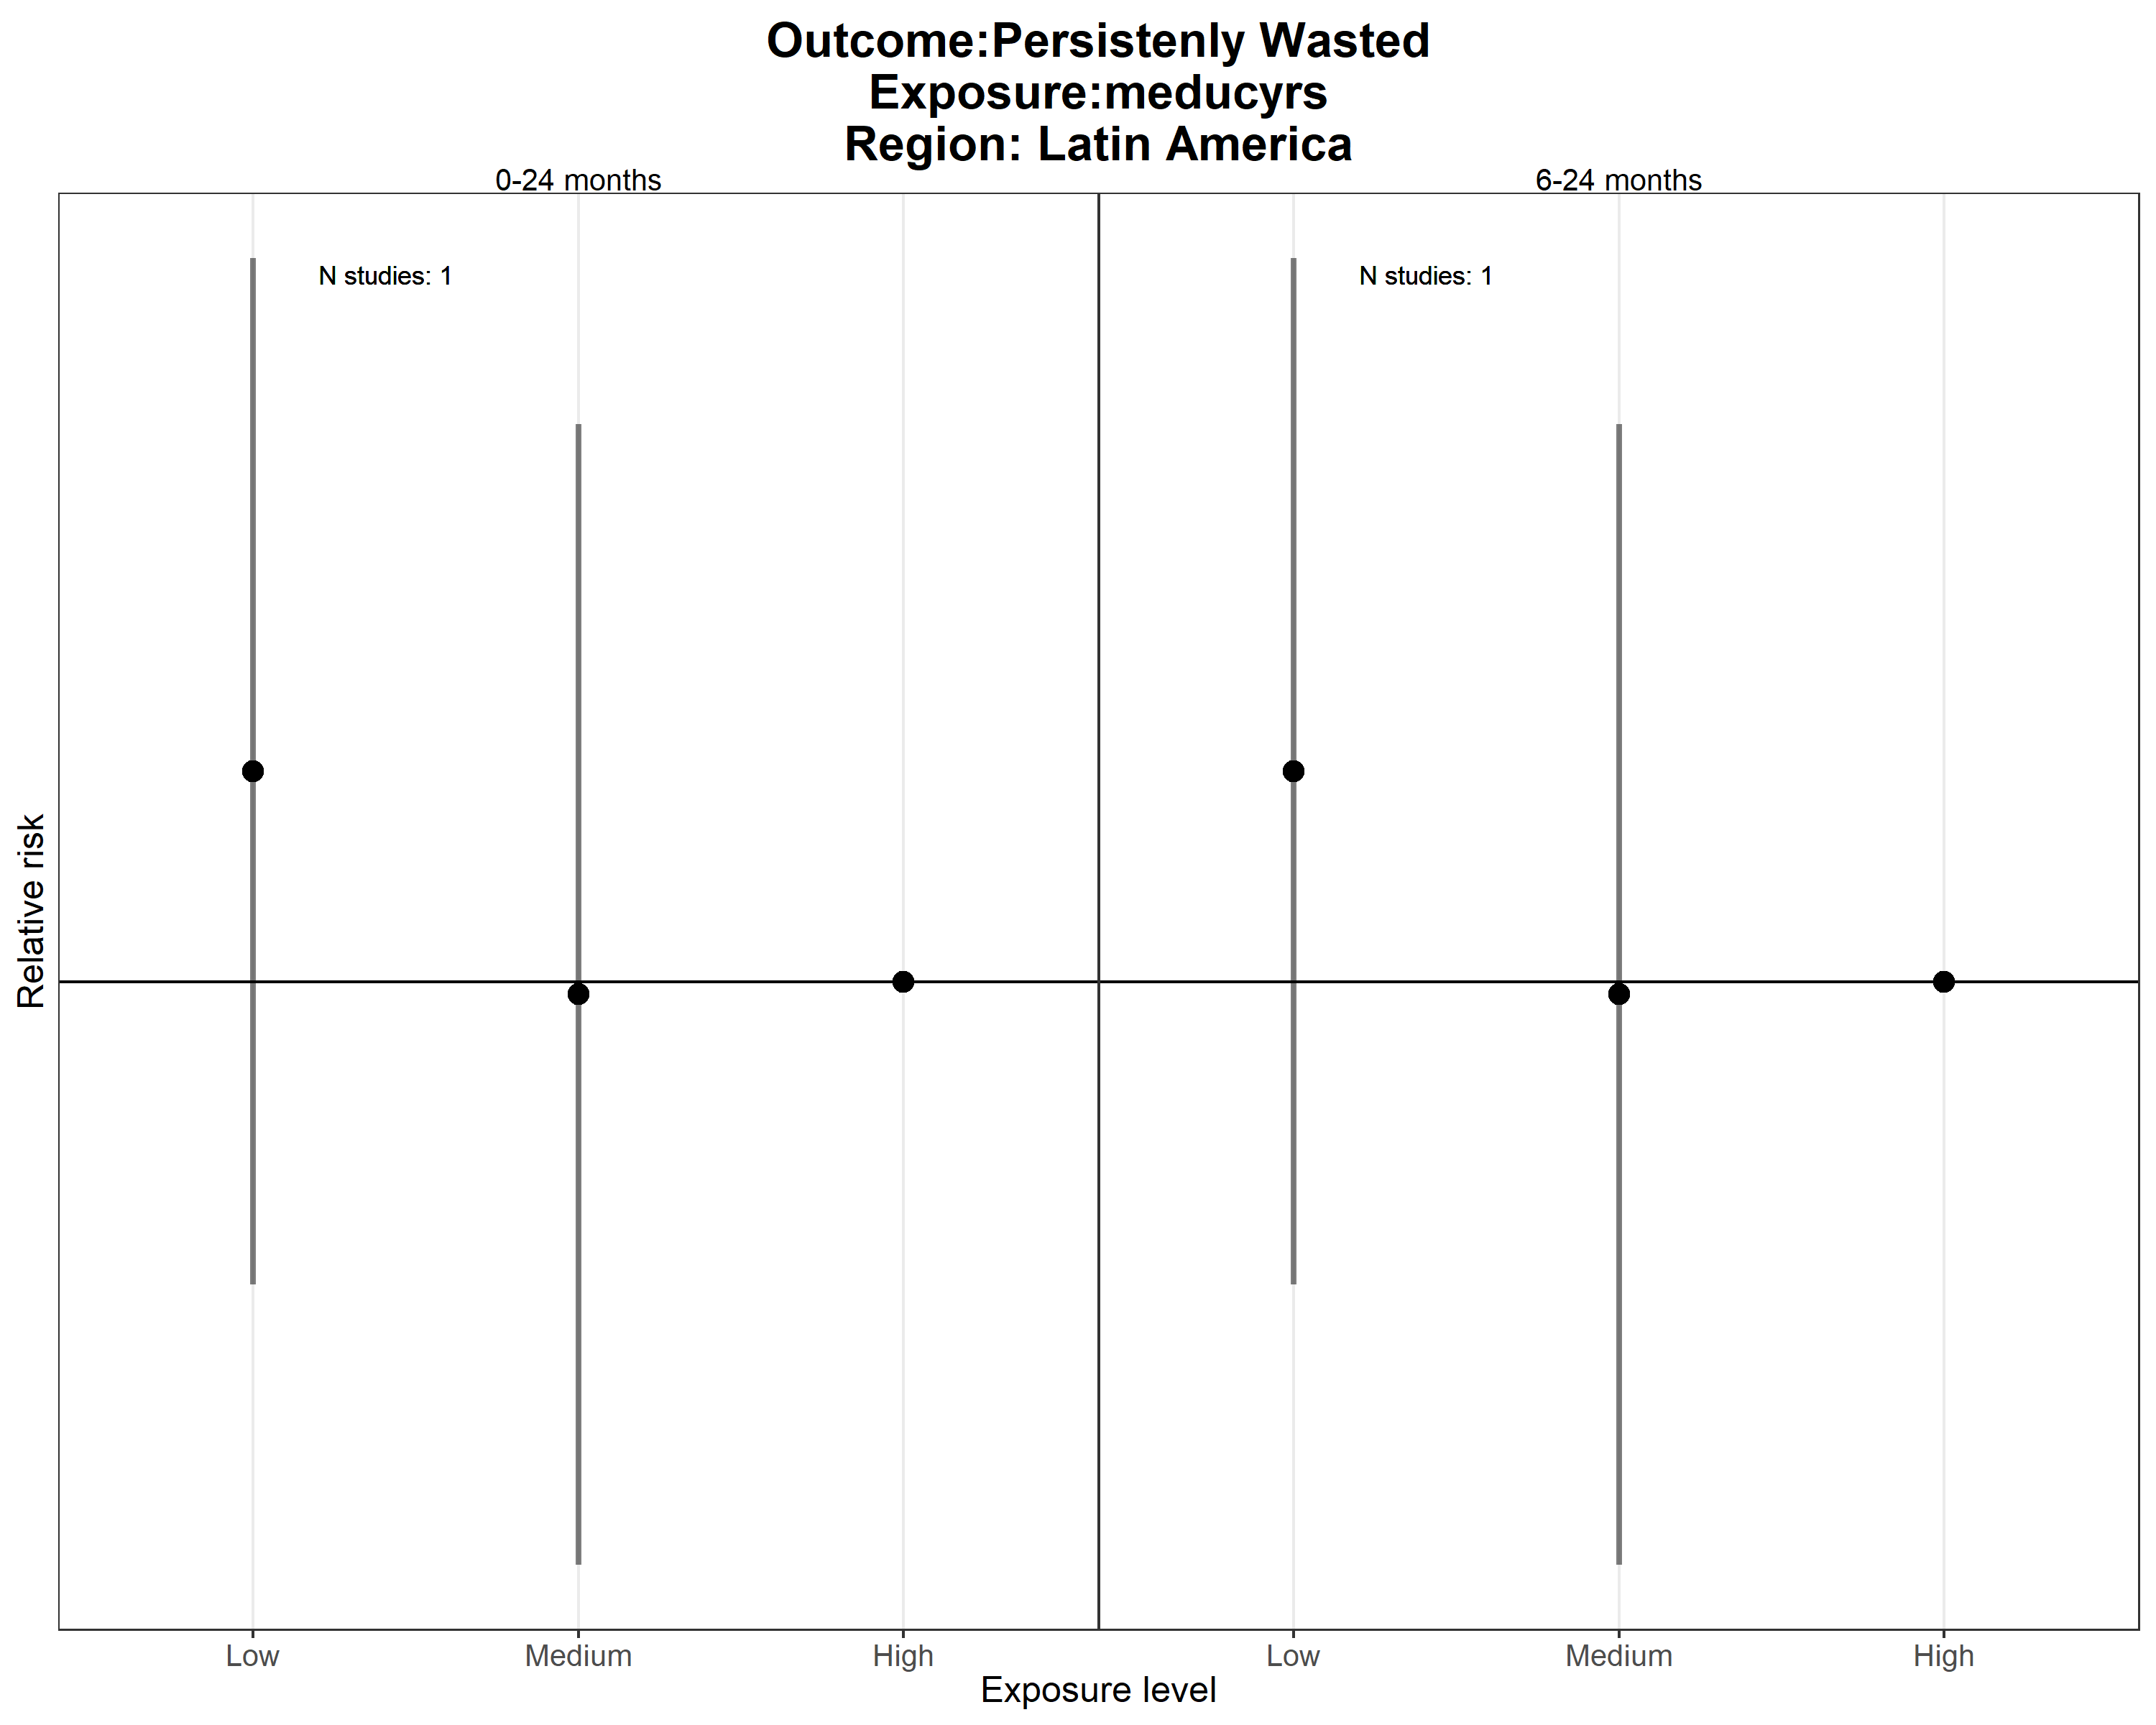 Outcome:Persistenly Wasted
Exposure:meducyrs
Region: Latin America
0-24 months
6-24 months
N studies: 1
N studies: 1
Relative risk
Low
Medium
High
Low
Medium
High
Exposure level